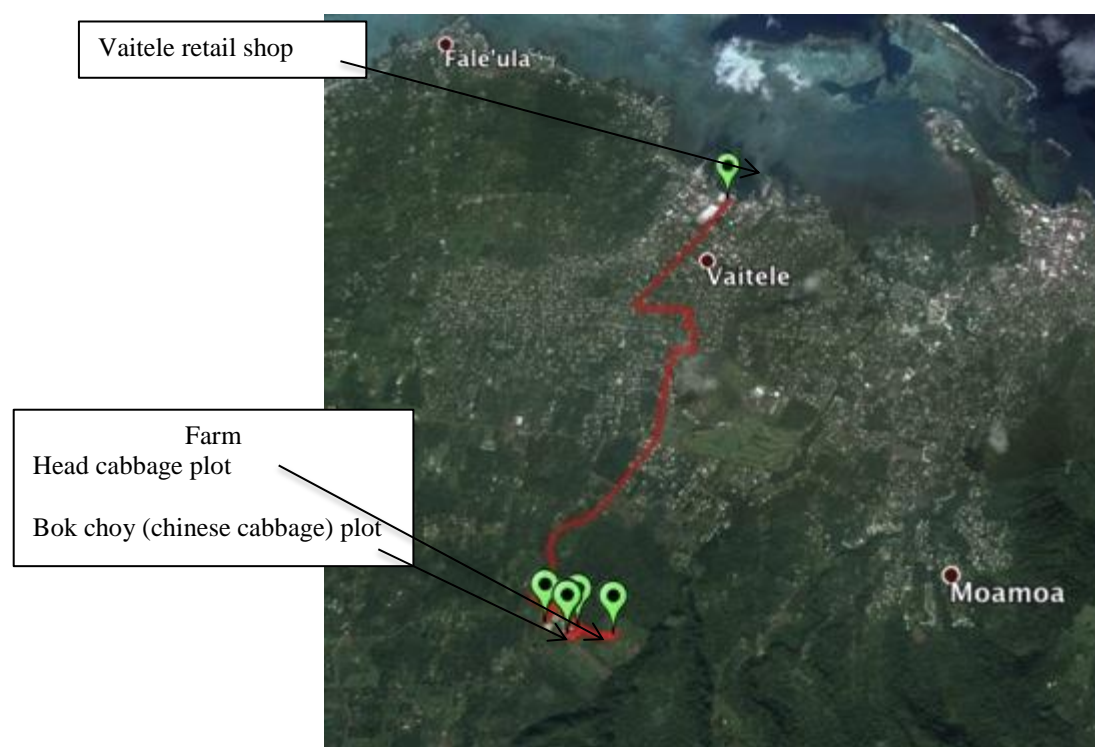 Vaitele retail shop
Fale'ula
Vaitele
Farm
Head cabbage plot
Bok choy (chinese cabbage) plot
Moamoa